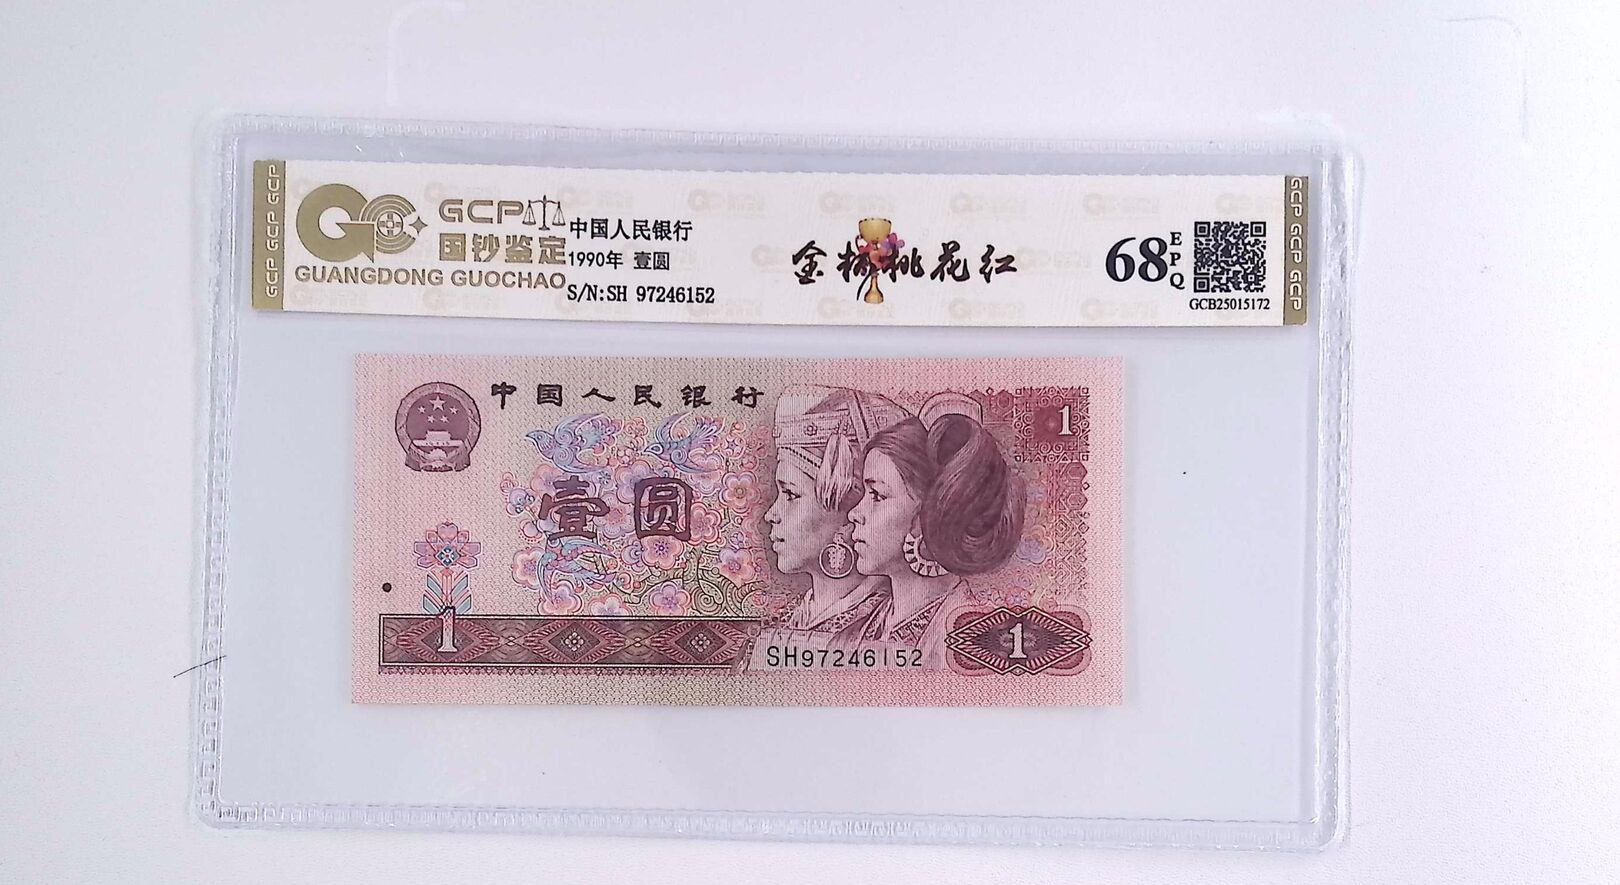 GCP GCP GCP
GCP
国钞鉴定
GUANGDONG GUOCHAO
中国人民银行
1990年 壹圆
S/N:SH 97246152
金杯桃花红
68
EPQ
GCB25015172
GCP GCP GCP
中国人民银行
1
壹圆
1
SH97246152
1